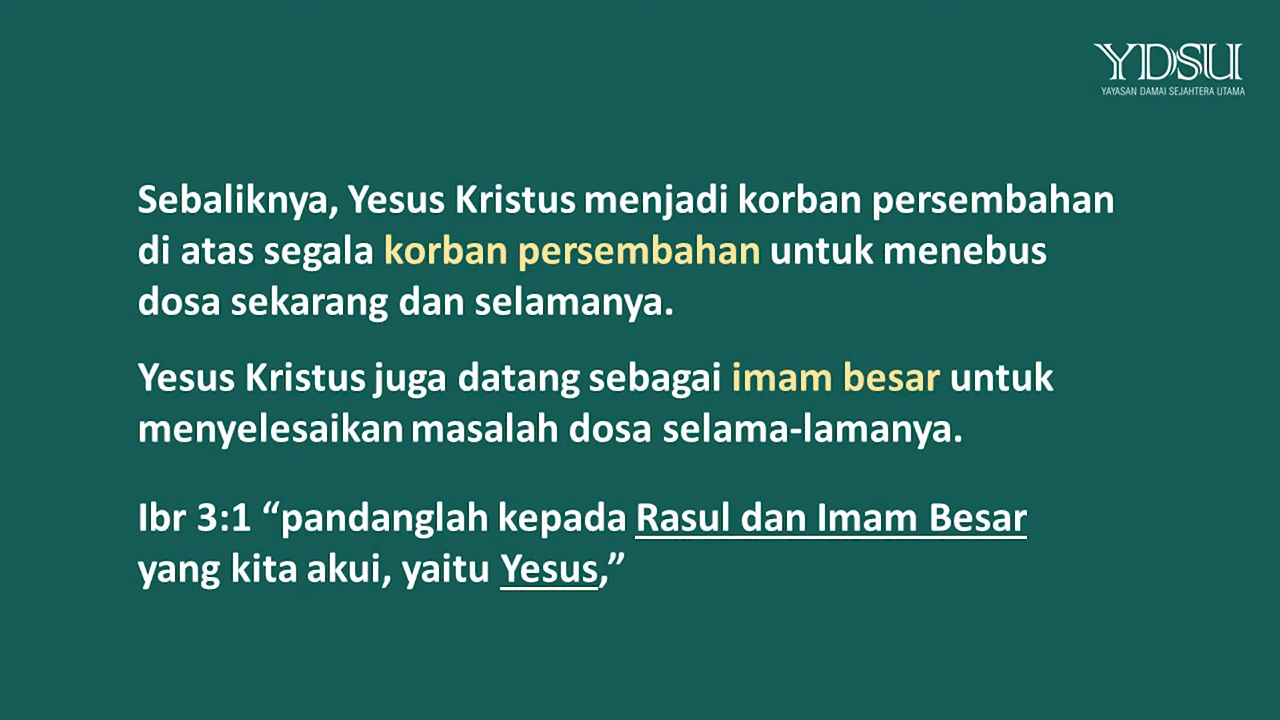 YDSU
YAYASAN DAMAI SEJAHTERA UTAMA
Sebaliknya, Yesus Kristus menjadi korban persembahan
di atas segala korban persembahan untuk menebus
dosa sekarang dan selamanya.
Yesus Kristus juga datang sebagai imam besar untuk
menyelesaikan masalah dosa selama-lamanya.
Ibr 3:1 “pandanglah kepada Rasul dan Imam Besar
yang kita akui, yaitu Yesus,”